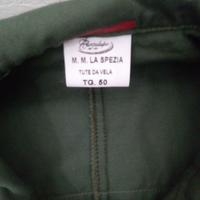 M. M. LA SPEZIA
TUTE DA VELA
TG. 50